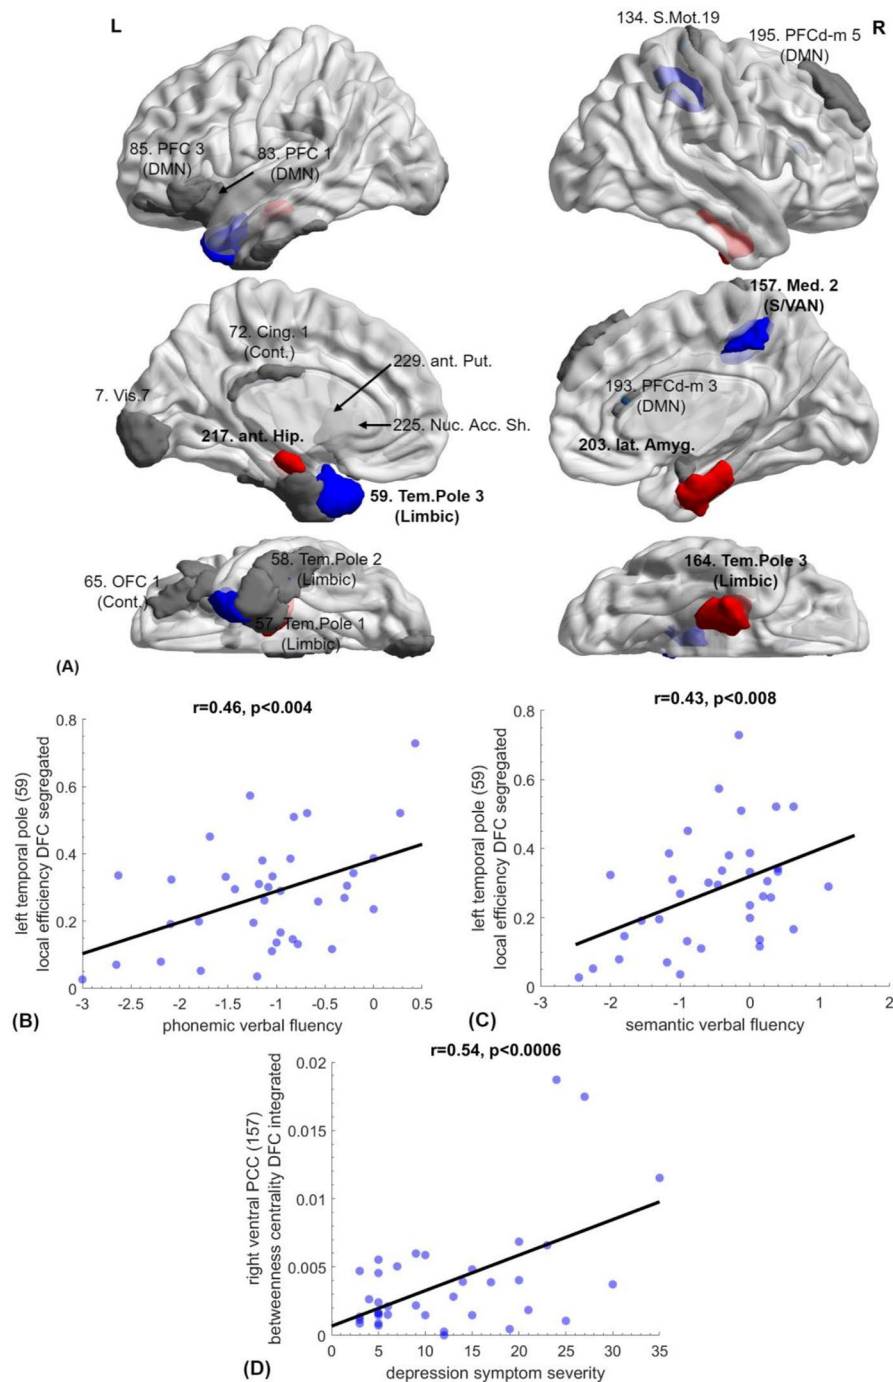 L
R
134. S.Mot.19
195. PFCd-m 5
(DMN)
85. PFC 3
(DMN)
83. PFC 1
(DMN)
157. Med. 2
(S/VAN)
72. Cing. 1
(Cont.)
229. ant. Put.
7. Vis.7
225. Nuc. Acc. Sh.
217. ant. Hip.
59. Tem.Pole 3
(Limbic)
193. PFCd-m 3
(DMN)
203. lat. Amyg.
65. OFC 1
(Cont.)
58. Tem.Pole 2
(Limbic)
57. Tem.Pole 1
(Limbic)
164. Tem.Pole 3
(Limbic)
(A)
r=0.46, p<0.004
left temporal pole (59)
local efficiency DFC segregated
0.8
0.6
0.4
0.2
0
-3 -2.5 -2 -1.5 -1 -0.5 0 0.5
phonemic verbal fluency
(B)
r=0.43, p<0.008
left temporal pole (59)
local efficiency DFC segregated
0.8
0.6
0.4
0.2
0
-3 -2 -1 0 1 2
semantic verbal fluency
(C)
r=0.54, p<0.0006
right ventral PCC (157)
betweenness centrality DFC integrated
0.02
0.015
0.01
0.005
0
0 5 10 15 20 25 30 35
depression symptom severity
(D)